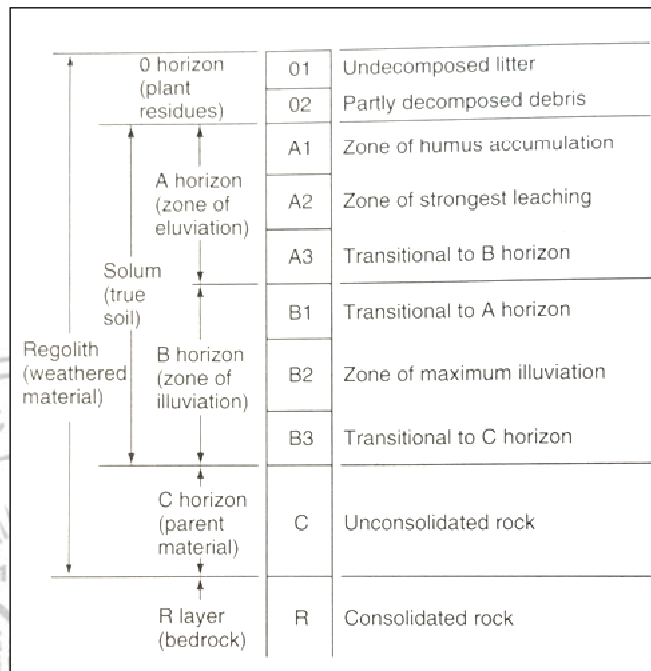 0 horizon
(plant
residues)
01 Undecomposed litter
02 Partly decomposed debris
Regolith
(weathered
material)
Solum
(true
soil)
A horizon
(zone of
eluviation)
A1 Zone of humus accumulation
A2 Zone of strongest leaching
A3 Transitional to B horizon
B horizon
(zone of
illuviation)
B1 Transitional to A horizon
B2 Zone of maximum illuviation
B3 Transitional to C horizon
C horizon
(parent
material)
C Unconsolidated rock
R layer
(bedrock)
R Consolidated rock